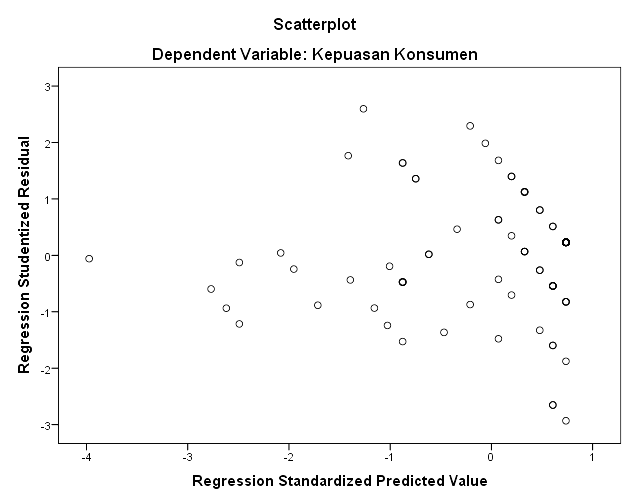 Scatterplot
Dependent Variable: Kepuasan Konsumen
Regression Studentized Residual
3
2
1
0
-1
-2
-3
-4 -3 -2 -1 0 1
Regression Standardized Predicted Value